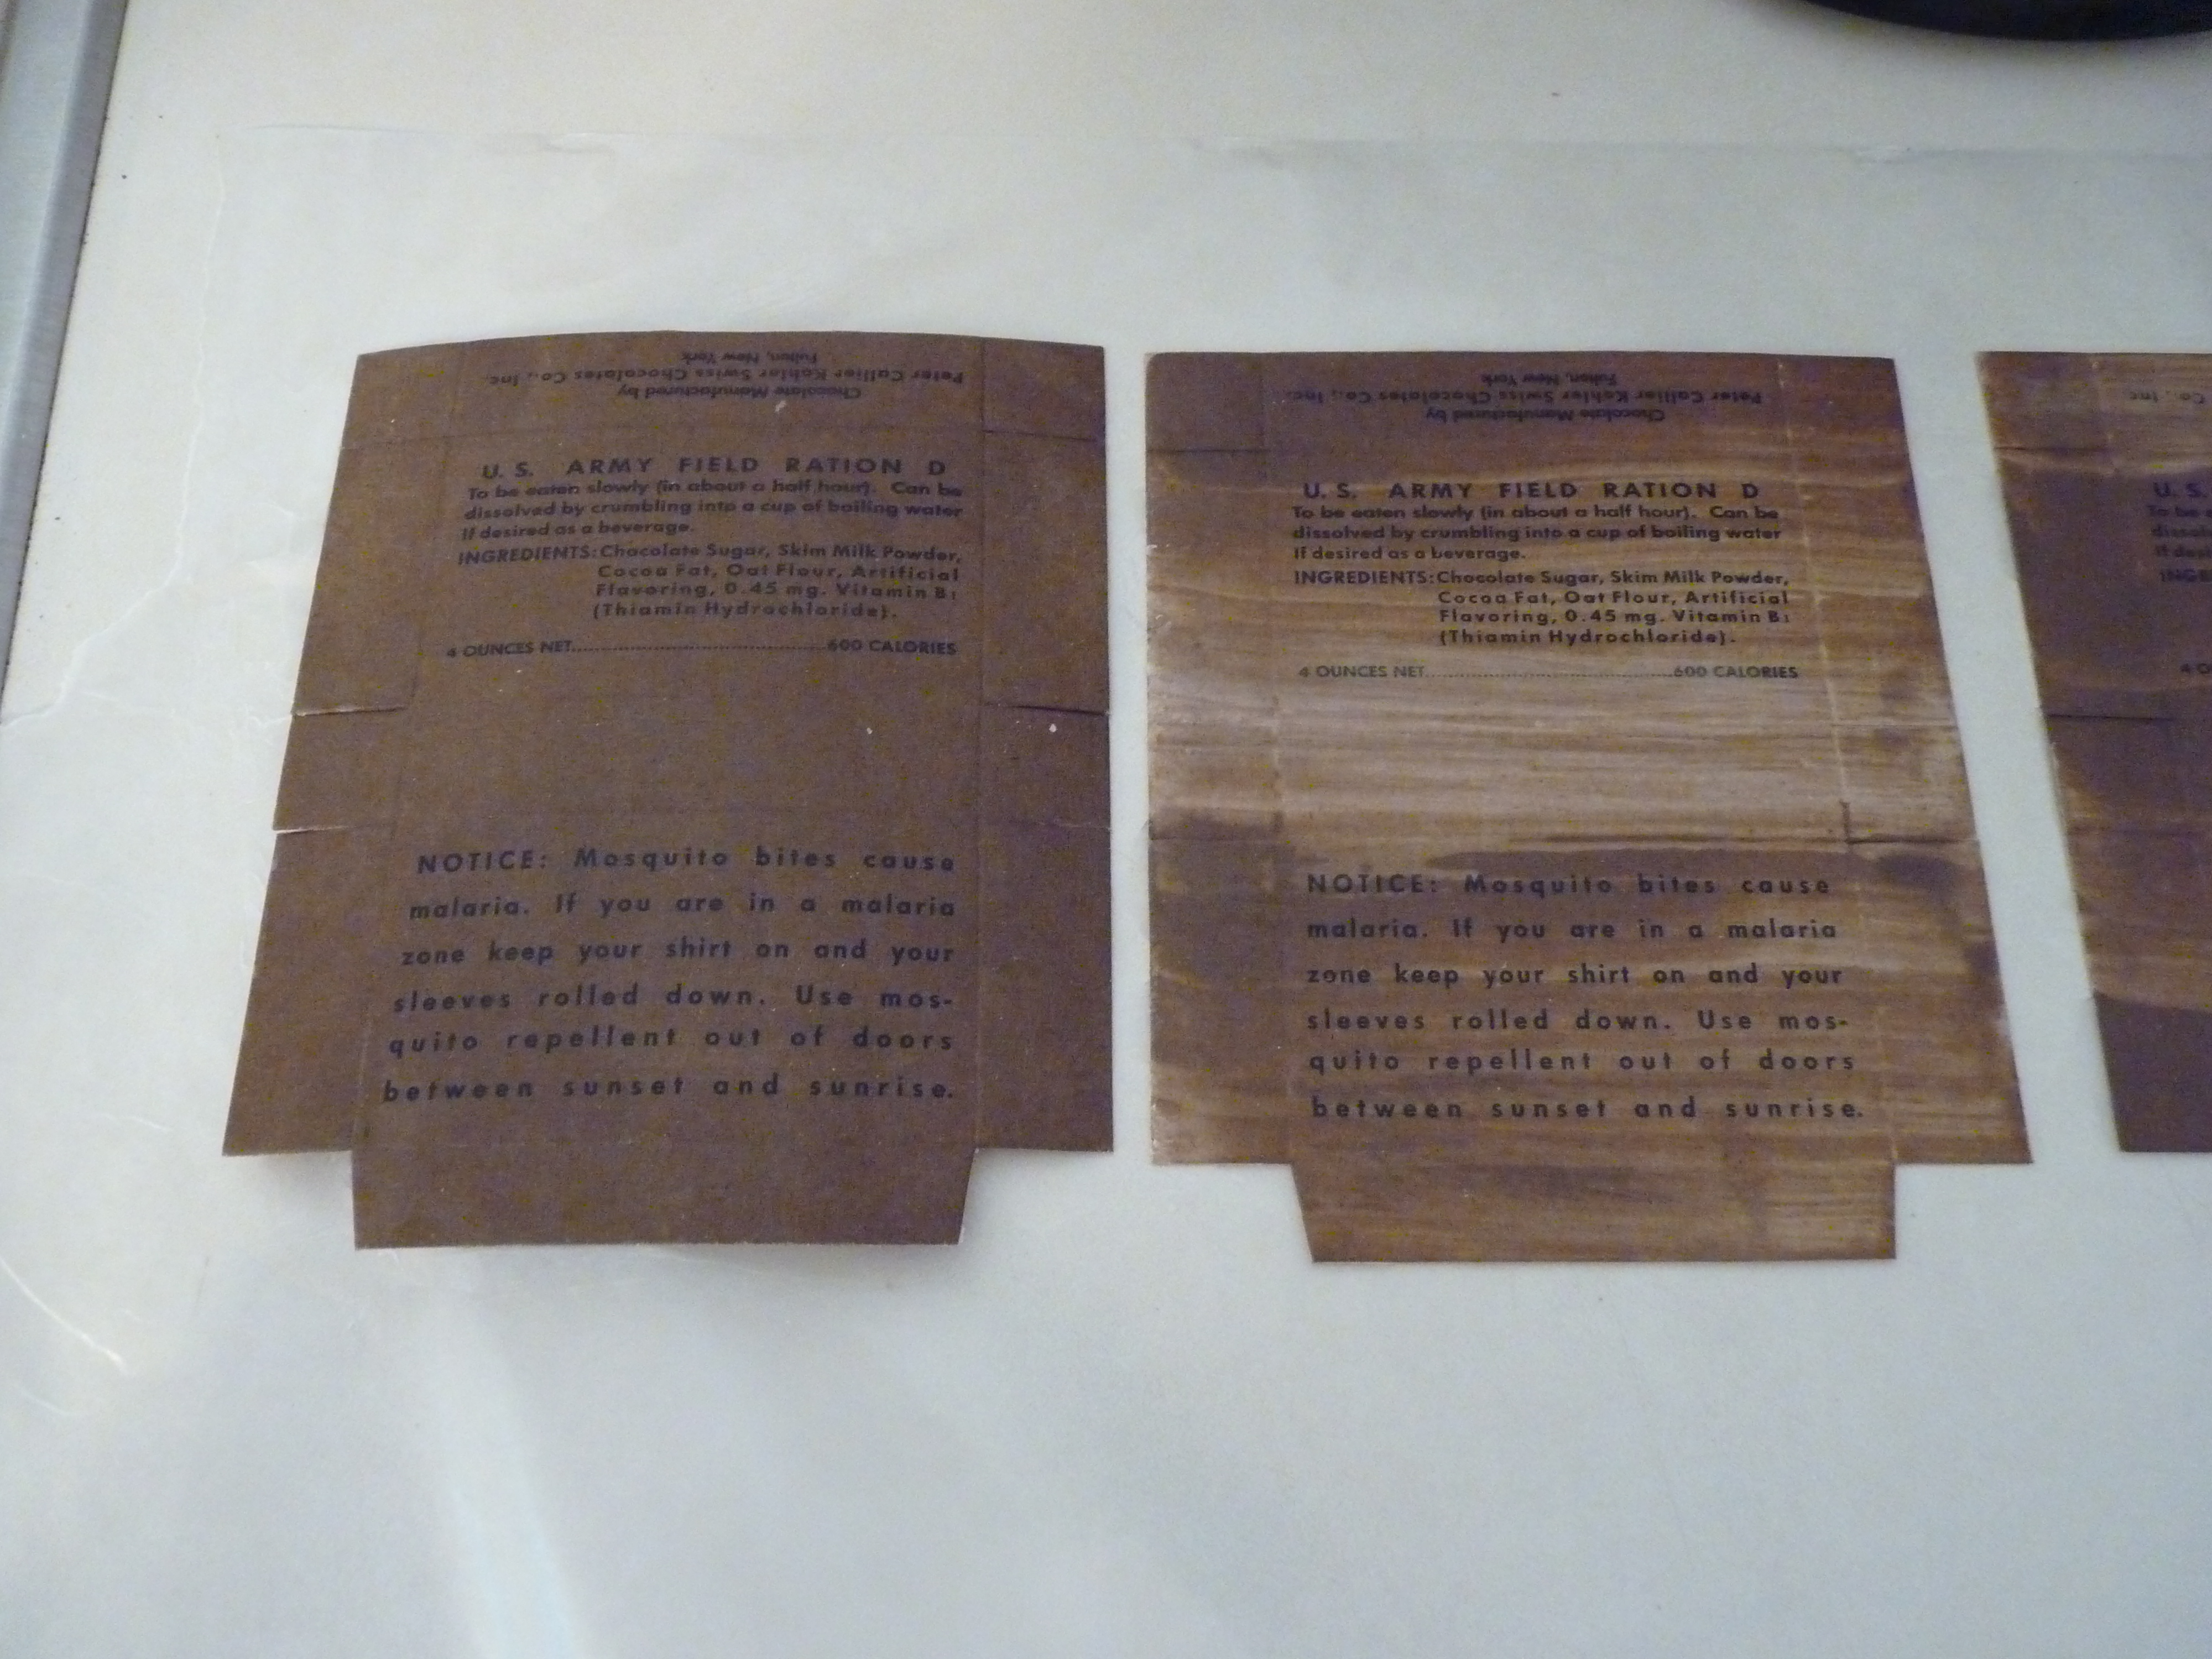 Chocolate Manufactured by
Peter Cailler Kohler Swiss Chocolates Co., Inc.
Fulton, New York
U. S. ARMY FIELD RATION D
To be eaten slowly (in about a half hour). Can be
dissolved by crumbling into a cup of boiling water
If desired as a beverage.
INGREDIENTS: Chocolate Sugar, Skim Milk Powder,
Cocoa Fat, Oat Flour, Artificial
Flavoring, 0.45 mg. Vitamin B₁
(Thiamin Hydrochloride).
4 OUNCES NET..............................600 CALORIES
NOTICE: Mosquito bites cause
malaria. If you are in a malaria
zone keep your shirt on and your
sleeves rolled down. Use mos-
quito repellent out of doors
between sunset and sunrise.
Chocolate Manufactured by
Peter Cailler Kohler Swiss Chocolates Co., Inc.
Fulton, New York
U. S. ARMY FIELD RATION D
To be eaten slowly (in about a half hour). Can be
dissolved by crumbling into a cup of boiling water
If desired as a beverage.
INGREDIENTS: Chocolate Sugar, Skim Milk Powder,
Cocoa Fat, Oat Flour, Artificial
Flavoring, 0.45 mg. Vitamin B₁
(Thiamin Hydrochloride).
4 OUNCES NET..............................600 CALORIES
NOTICE: Mosquito bites cause
malaria. If you are in a malaria
zone keep your shirt on and your
sleeves rolled down. Use mos-
quito repellent out of doors
between sunset and sunrise.
Co., Inc.
U. S.
To be
4